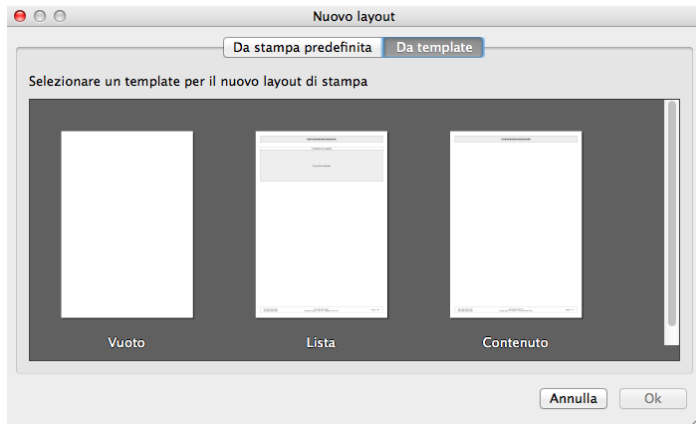 Nuovo layout
Da stampa predefinita Da template
Selezionare un template per il nuovo layout di stampa
Vuoto Lista Contenuto
Annulla Ok